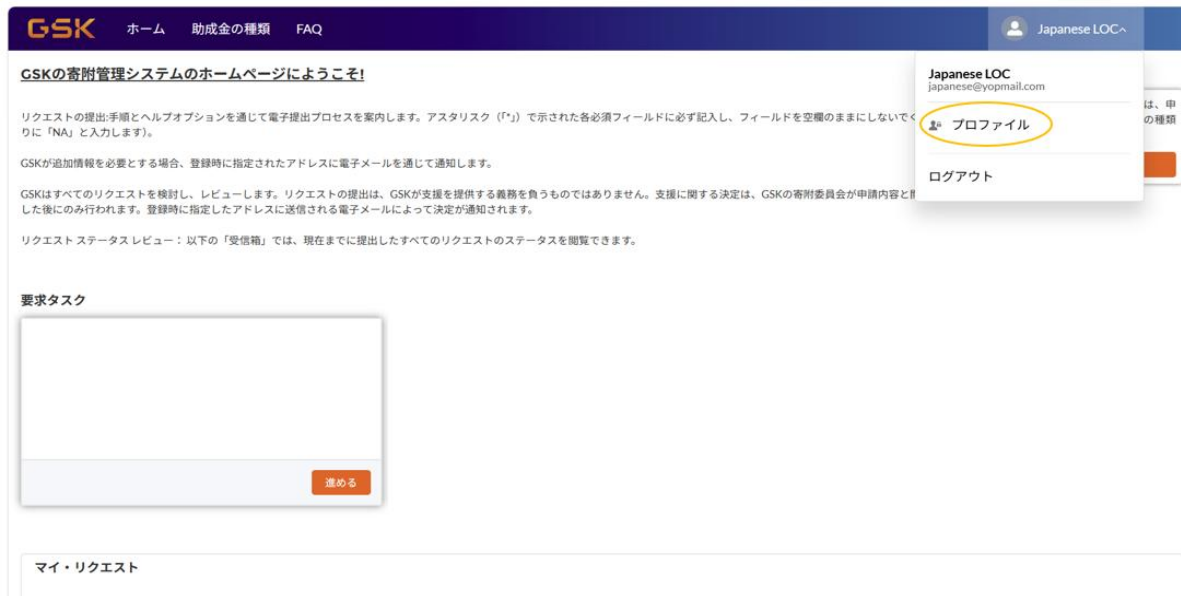 GSK ホーム 助成金の種類 FAQ Japanese LOC
GSKの寄附管理システムのホームページにようこそ!
Japanese LOC
japanese@yopmail.com
プロファイル
ログアウト
は、申
の種類
リクエストの提出:手順とヘルプオプションを通じて電子提出プロセスを案内します。アスタリスク（「*」）で示された各必須フィールドに必ず記入し、フィールドを空欄のままにしないでく
りに「NA」と入力します）。
GSKが追加情報を必要とする場合、登録時に指定されたアドレスに電子メールを通じて通知します。
GSKはすべてのリクエストを検討し、レビューします。リクエストの提出は、GSKが支援を提供する義務を負うものではありません。支援に関する決定は、GSKの寄附委員会が申請内容と
した後にのみ行われます。登録時に指定したアドレスに送信される電子メールによって決定が通知されます。
リクエスト ステータス レビュー： 以下の「受信箱」では、現在までに提出したすべてのリクエストのステータスを閲覧できます。
要求タスク
進める
マイ・リクエスト